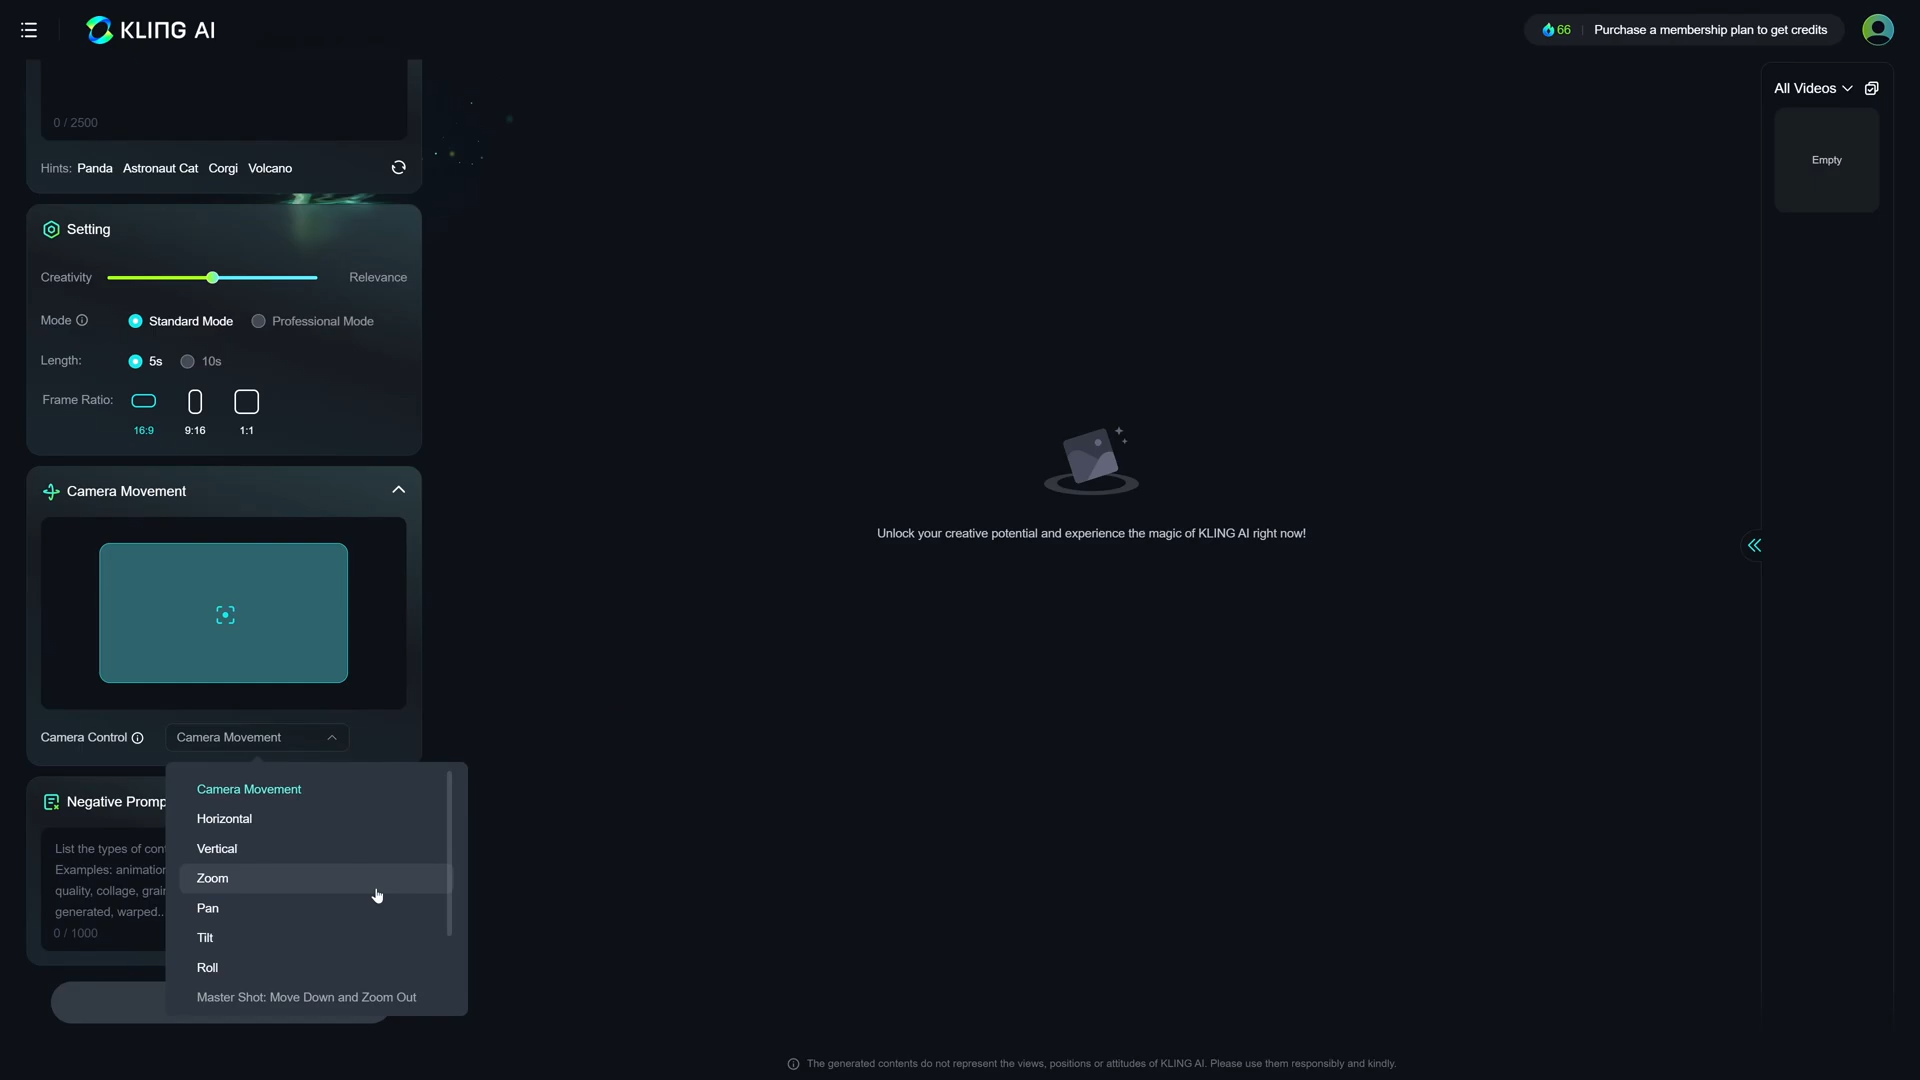 KLING AI
66
Purchase a membership plan to get credits
0 / 2500
Hints: Panda Astronaut Cat Corgi Volcano
Setting
Creativity Relevance
Mode Standard Mode Professional Mode
Length: 5s 10s
Frame Ratio:
16:9 9:16 1:1
Camera Movement
Camera Control Camera Movement
Camera Movement
Horizontal
Vertical
Zoom
Pan
Tilt
Roll
Master Shot: Move Down and Zoom Out
Negative
List the types of
Examples:
quality, collage,
generated, warped..
0 / 1000
Unlock your creative potential and experience the magic of KLING AI right now!
All Videos
Empty
The generated contents do not represent the views, positions or attitudes of KLING AI. Please use them responsibly and kindly.